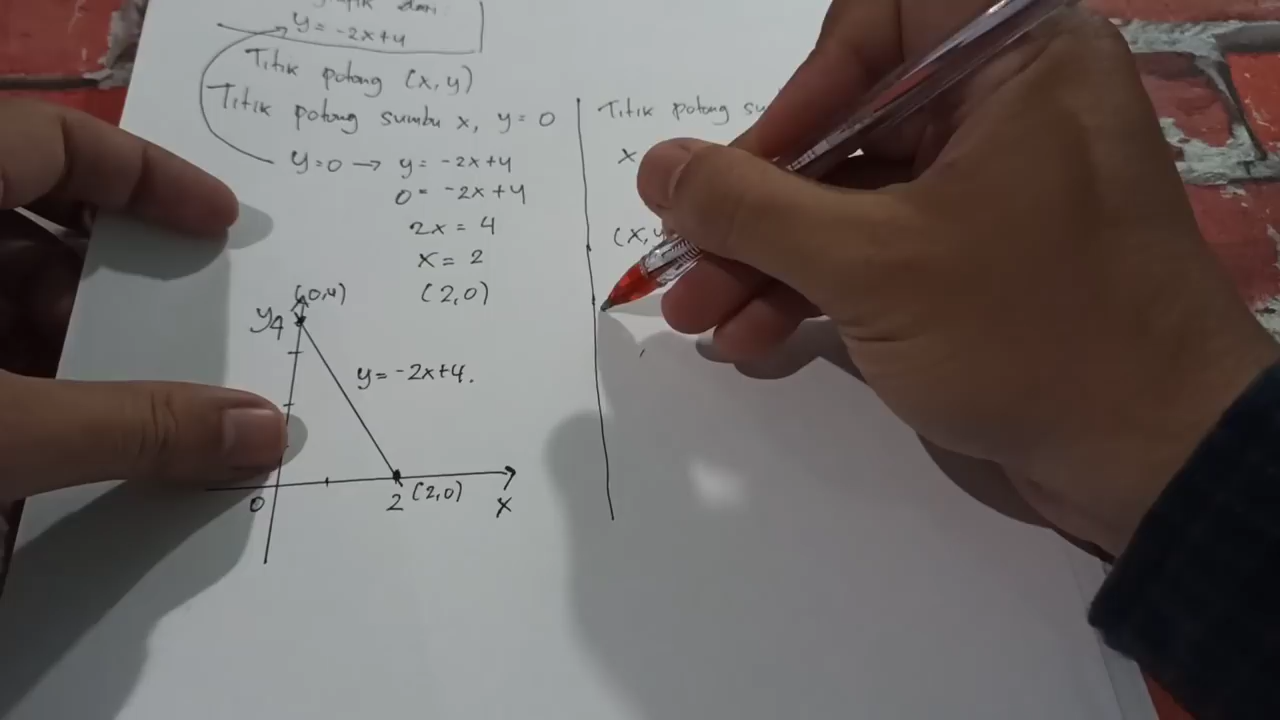 dari
y = -2x+4
Titik potong (x, y)
Titik potong sumbu x, y = 0
y=0 → y = -2x+4
0 = -2x+4
2x = 4
x = 2
(2,0)
(0,4)
y
4
y = -2x+4.
0
2
(2,0)
x
Titik potong
x
(x,y